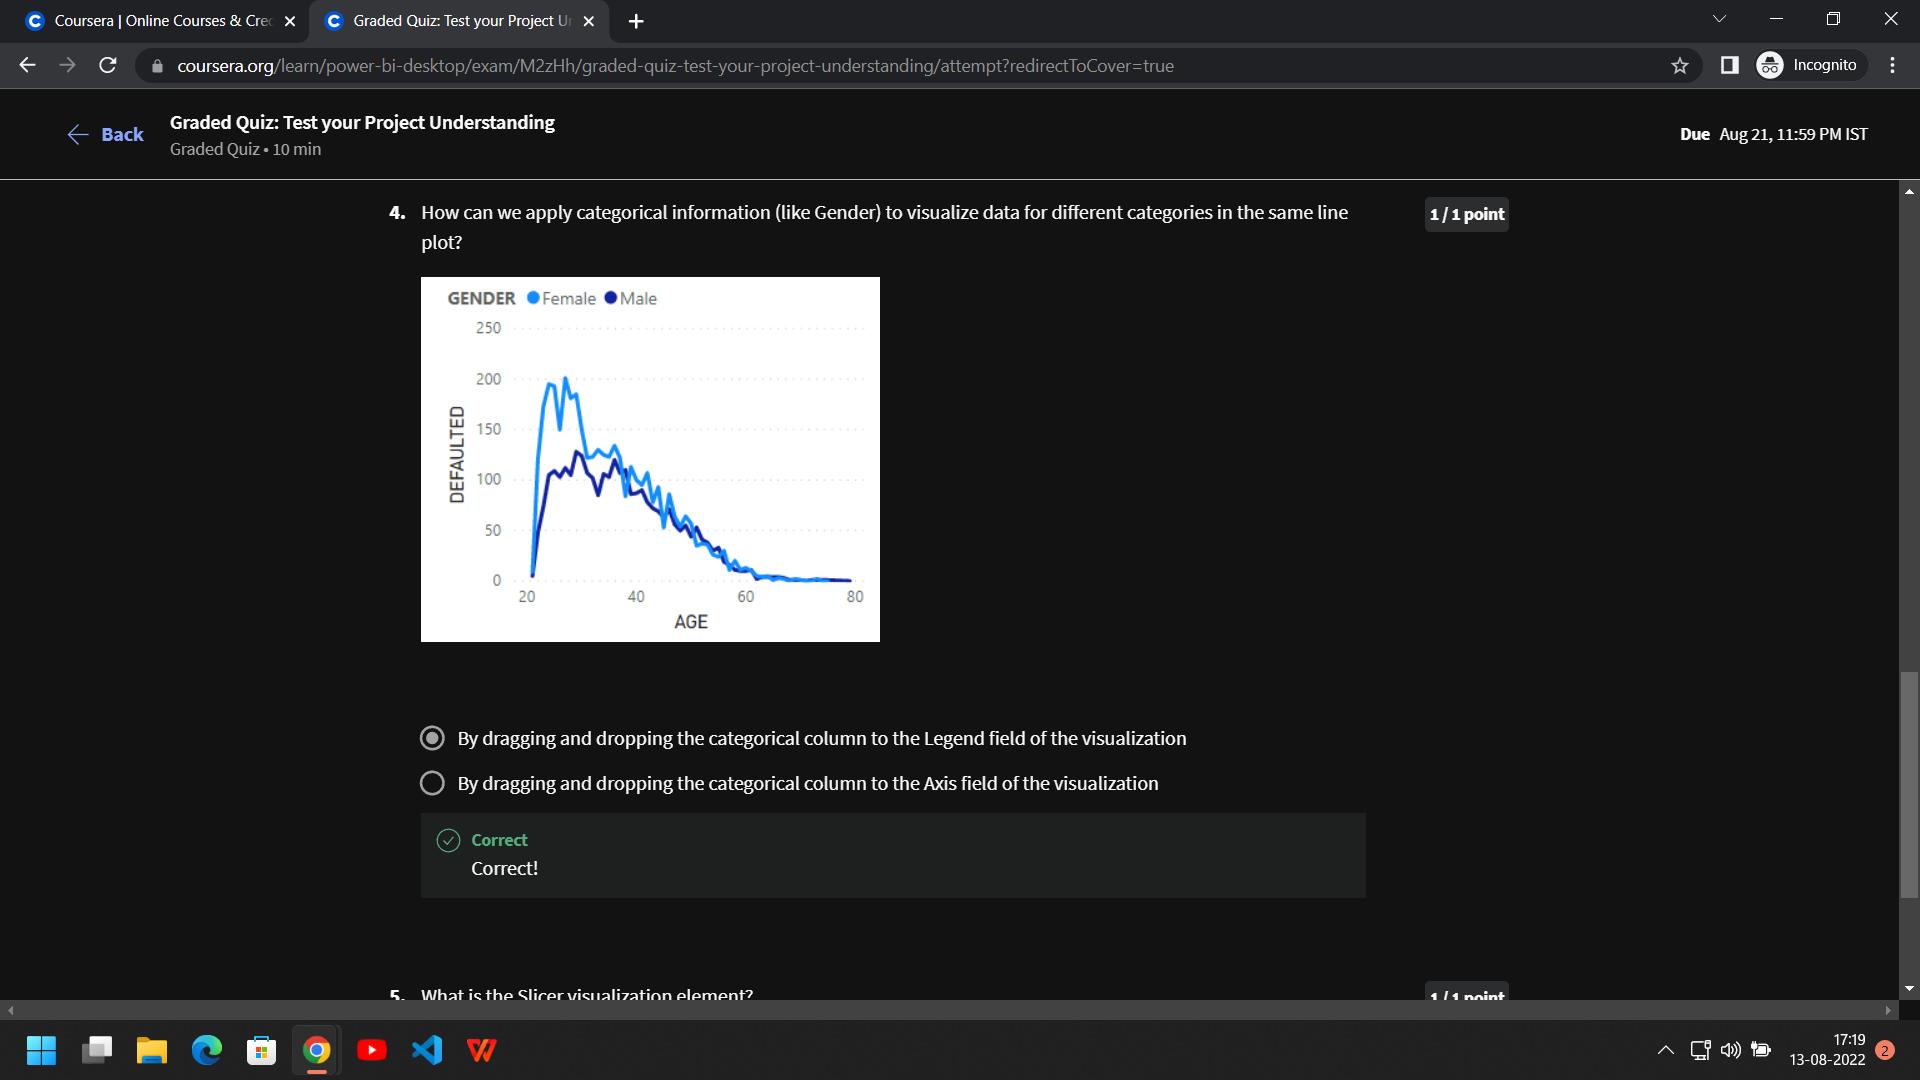 Coursera | Online Courses & Cre
Graded Quiz: Test your Project Ur
coursera.org/learn/power-bi-desktop/exam/M2zHh/graded-quiz-test-your-project-understanding/attempt?redirectToCover=true
Incognito
Back
Graded Quiz: Test your Project Understanding
Graded Quiz • 10 min
Due Aug 21, 11:59 PM IST
4. How can we apply categorical information (like Gender) to visualize data for different categories in the same line
plot?
1 / 1 point
GENDER Female Male
250
200
150
100
50
0
DEFAULTED
20 40 60 80
AGE
By dragging and dropping the categorical column to the Legend field of the visualization
By dragging and dropping the categorical column to the Axis field of the visualization
Correct
Correct!
5. What is the Slicer visualization element?
1 / 1 point
17:19
13-08-2022
2